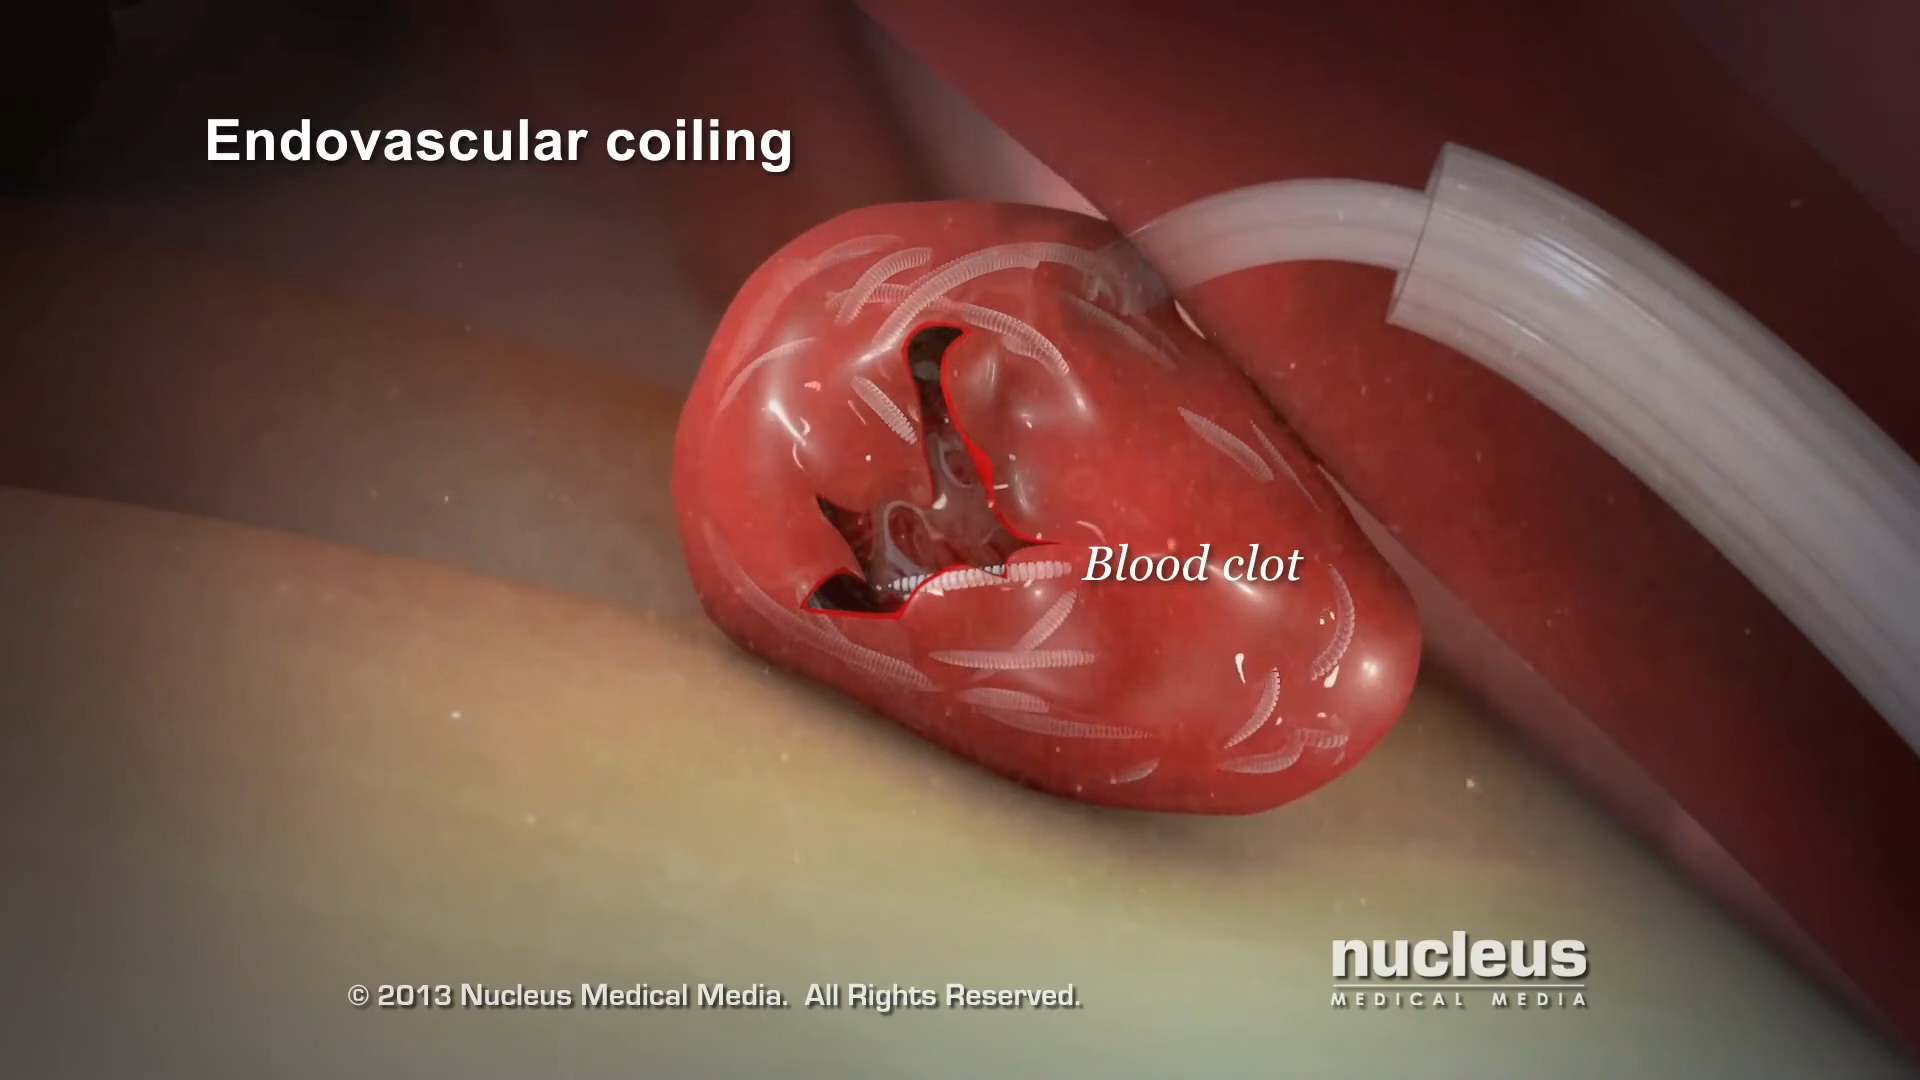 Endovascular coiling
Blood clot
nucleus
MEDICAL MEDIA
© 2013 Nucleus Medical Media. All Rights Reserved.